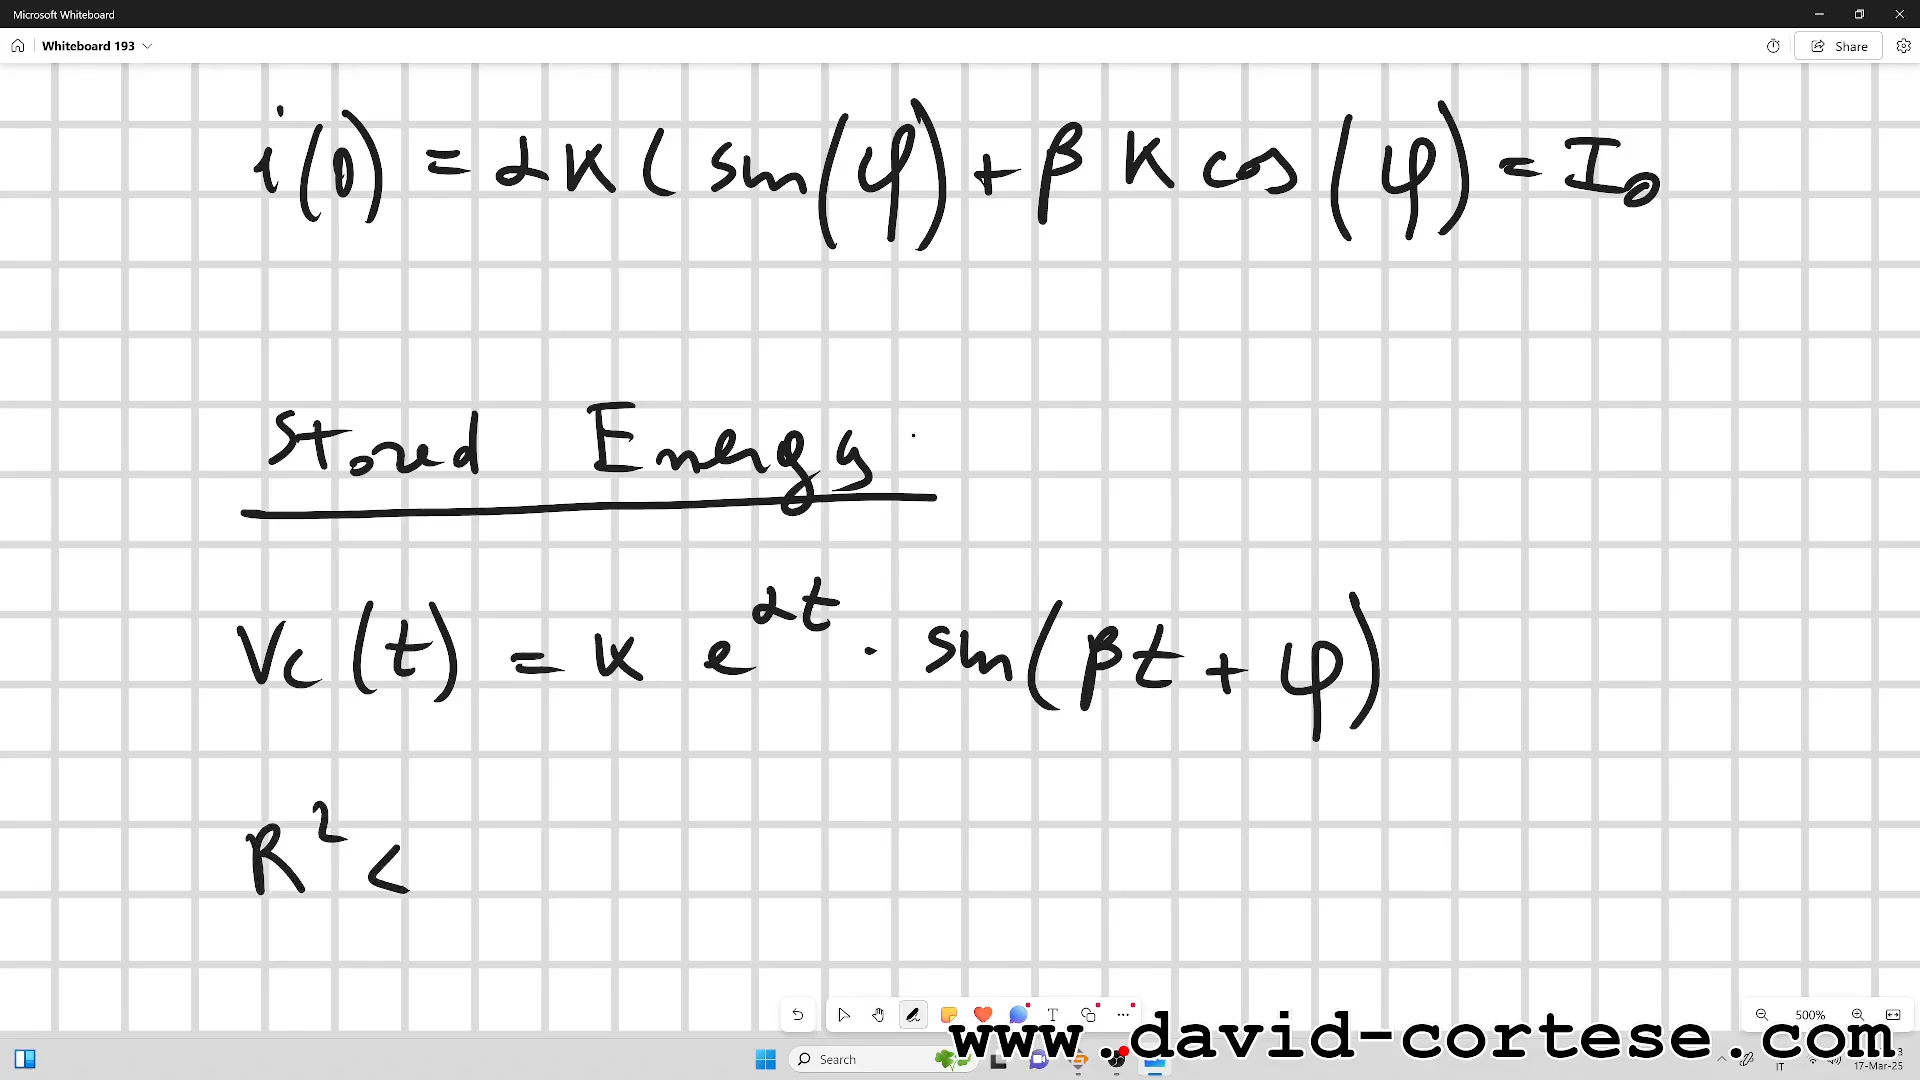 Microsoft Whiteboard
Whiteboard 193
Share
i(0) = αK ( sin(φ) + β K cos(φ) = I₀
Stored Energy
Vc(t) = K e^αt · sin(βt + φ)
R² <
500%
Search
www.david-cortese.com
IT
17-Mar-25